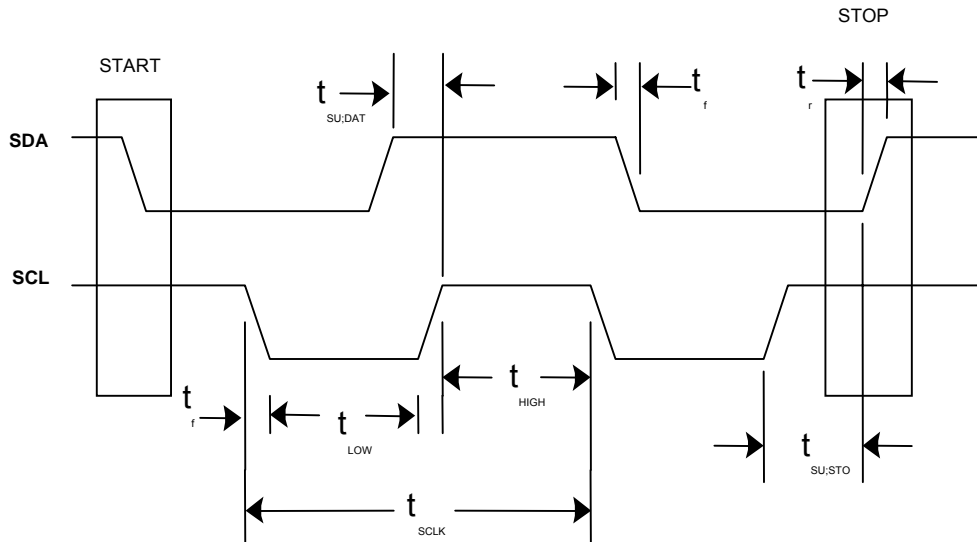 STOP
START
t SU;DAT
t f
t r
SDA
SCL
t f
t LOW
t HIGH
t SU;STO
t SCLK